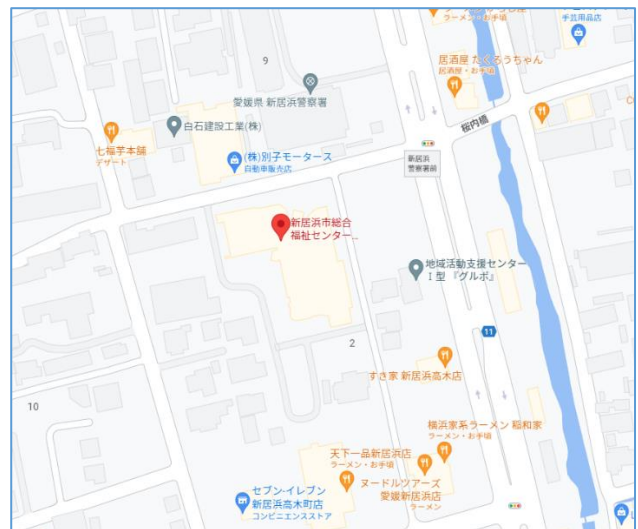 ラーメン・お手頃
手芸用品店
居酒屋 たくろうちゃん
居酒屋・お手頃
9
愛媛県 新居浜警察署
白石建設工業(株)
桜内橋
七福芋本舗
デザート
(株)別子モータース
自動車販売店
新居浜
警察署前
新居浜市総合
福祉センター...
地域活動支援センター
Ⅰ型 『グルボ』
11
2
すき家 新居浜高木店
10
横浜家系ラーメン 稲和家
ラーメン・お手頃
天下一品新居浜店
ラーメン・お手頃
ヌードルツアーズ
愛媛新居浜店
ラーメン
セブン-イレブン
新居浜高木町店
コンビニエンスストア